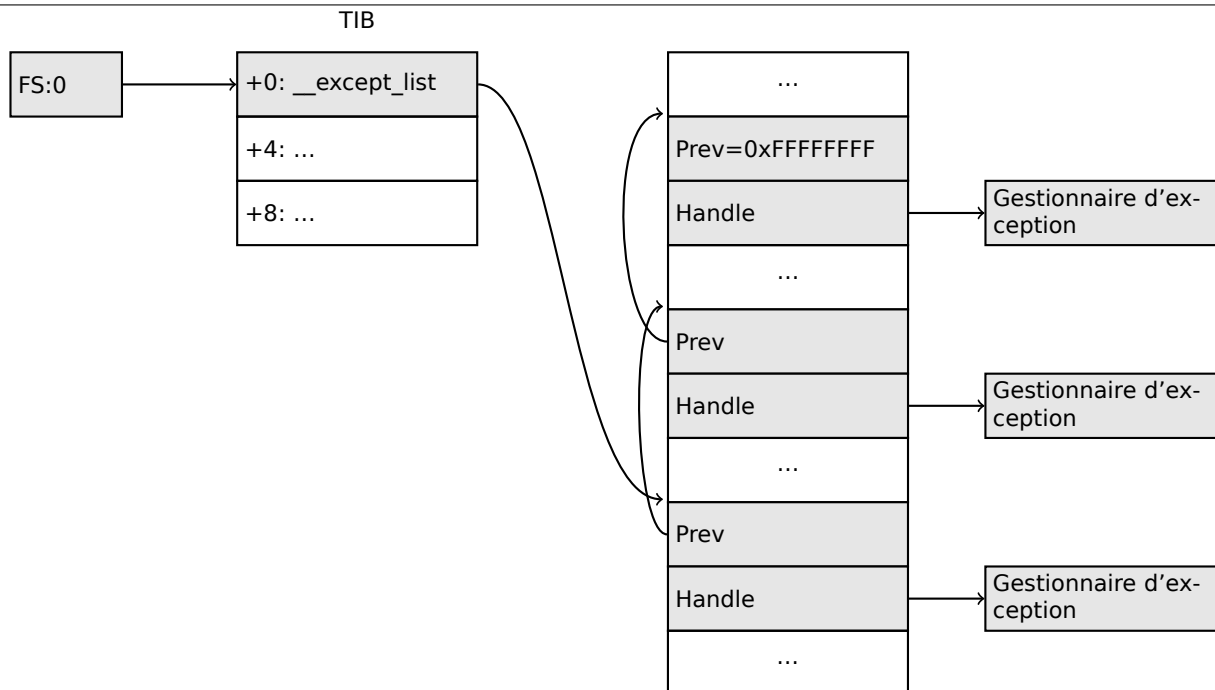 TIB
FS:0
+0: __except_list
+4: ...
+8: ...
...
Prev=0xFFFFFFFF
Handle
Gestionnaire d'ex-
ception
...
Prev
Handle
Gestionnaire d'ex-
ception
...
Prev
Handle
Gestionnaire d'ex-
ception
...